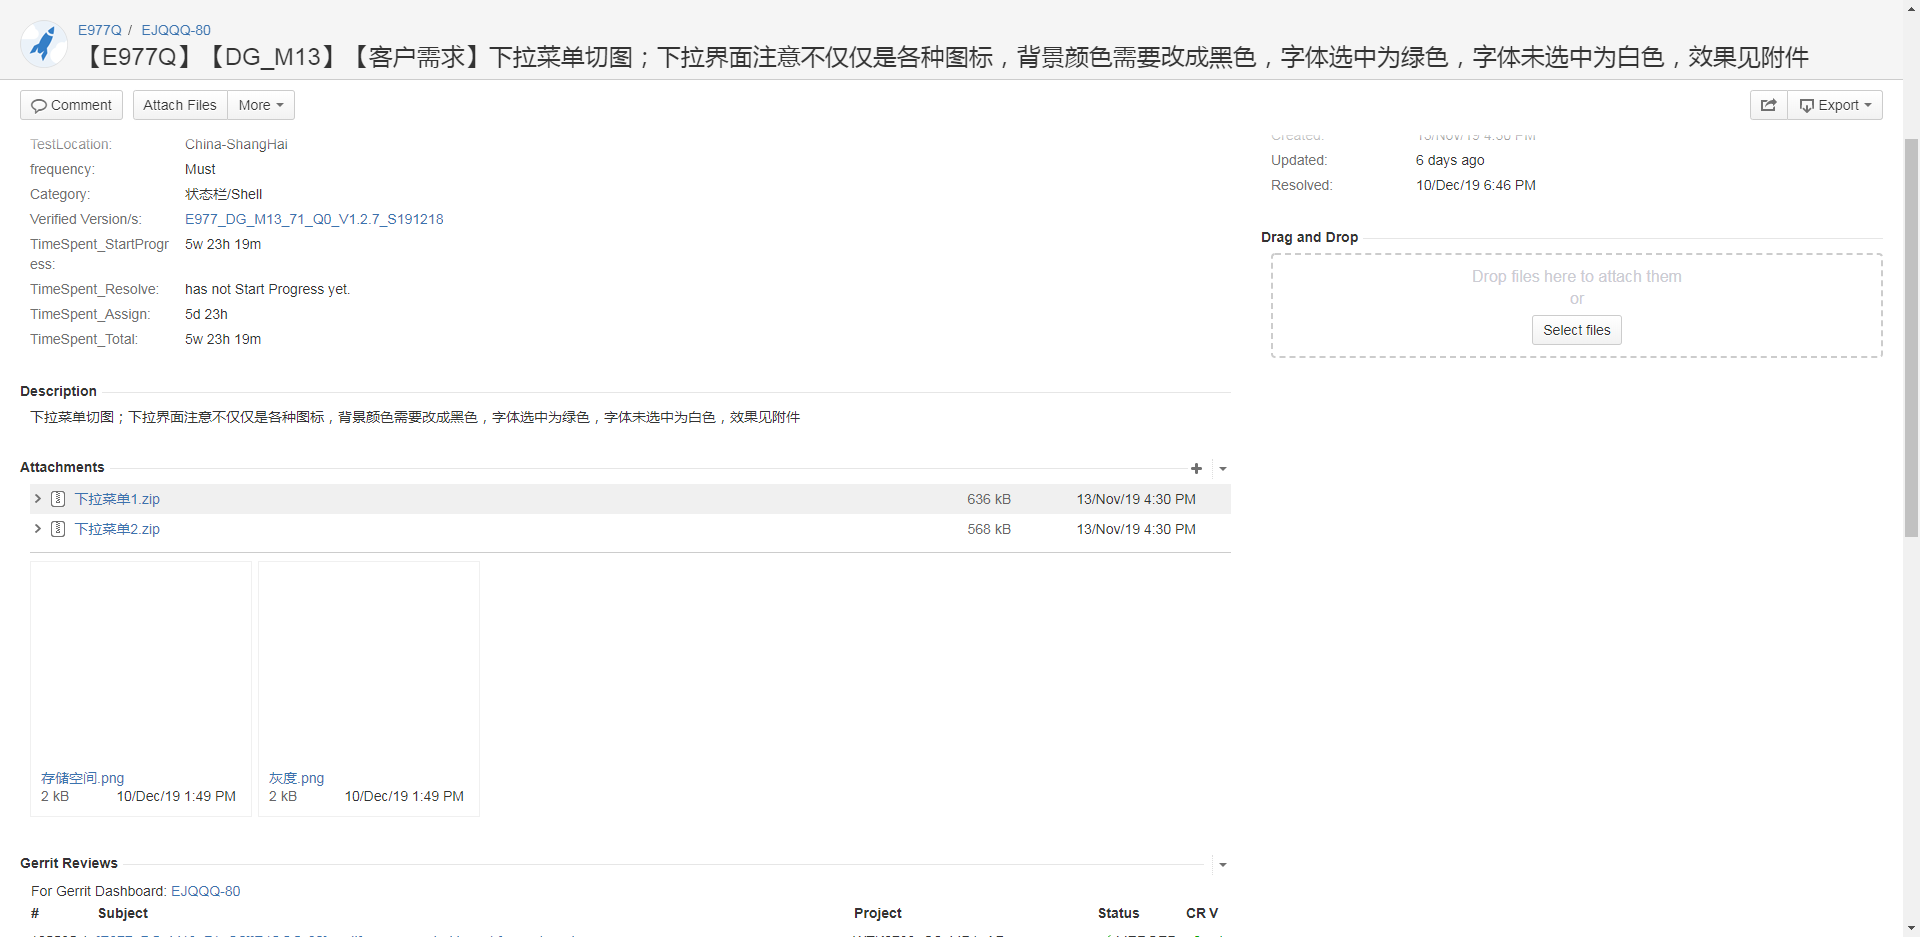 E977Q / EJQQQ-80
【E977Q】【DG_M13】【客户需求】下拉菜单切图；下拉界面注意不仅仅是各种图标，背景颜色需要改成黑色，字体选中为绿色，字体未选中为白色，效果见附件
Comment Attach Files More Export
TestLocation: China-ShangHai
frequency: Must
Category: 状态栏/Shell
Verified Version/s: E977_DG_M13_71_Q0_V1.2.7_S191218
TimeSpent_StartProgr
ess: 5w 23h 19m
TimeSpent_Resolve: has not Start Progress yet.
TimeSpent_Assign: 5d 23h
TimeSpent_Total: 5w 23h 19m
Created: 13/Nov/19 4:30 PM
Updated: 6 days ago
Resolved: 10/Dec/19 6:46 PM
Drag and Drop
Drop files here to attach them
or
Select files
Description
下拉菜单切图；下拉界面注意不仅仅是各种图标，背景颜色需要改成黑色，字体选中为绿色，字体未选中为白色，效果见附件
Attachments
下拉菜单1.zip 636 kB 13/Nov/19 4:30 PM
下拉菜单2.zip 568 kB 13/Nov/19 4:30 PM
存储空间.png
2 kB 10/Dec/19 1:49 PM
灰度.png
2 kB 10/Dec/19 1:49 PM
Gerrit Reviews
For Gerrit Dashboard: EJQQQ-80
# Subject Project Status CR V